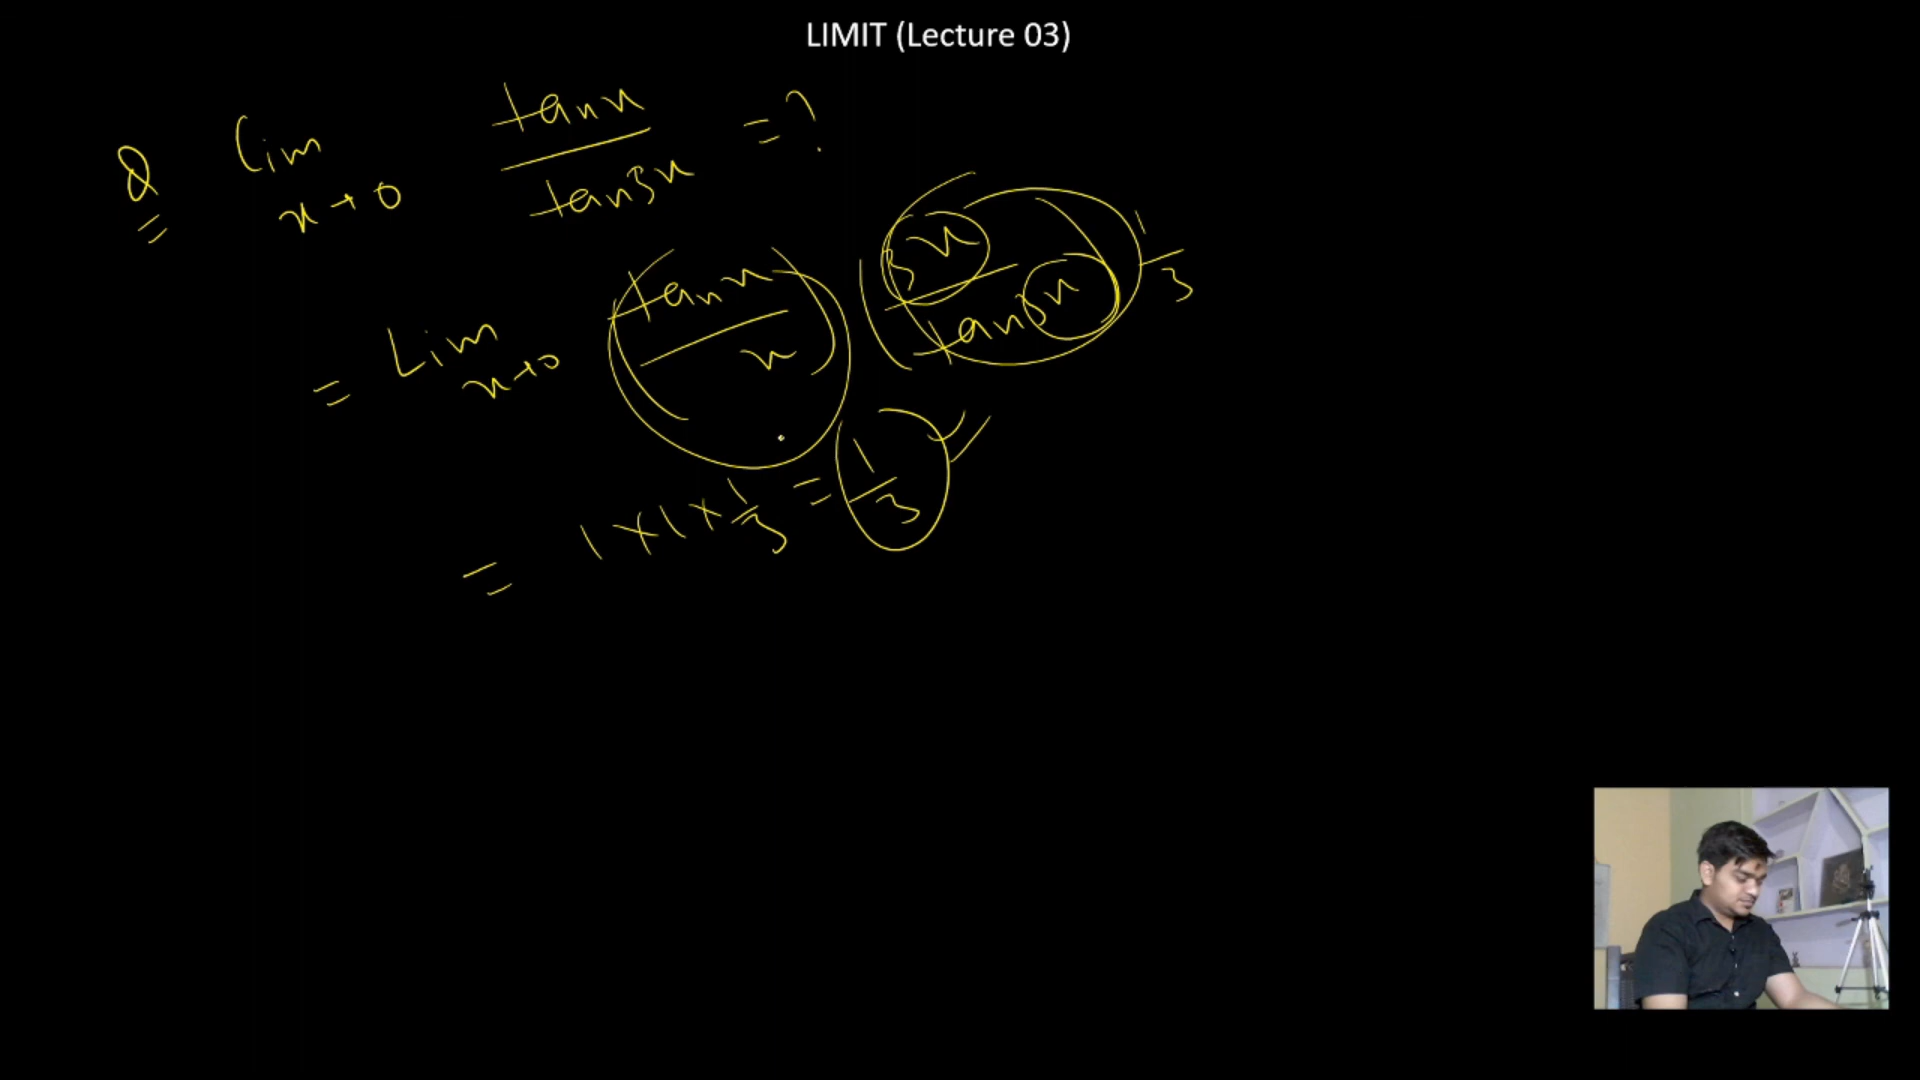 LIMIT (Lecture 03)
Q lim x→0 tanx / tan3x = ?
= Lim x→0 (tanx / x) (3x / tan3x) 1/3
= 1×1×1/3 = 1/3